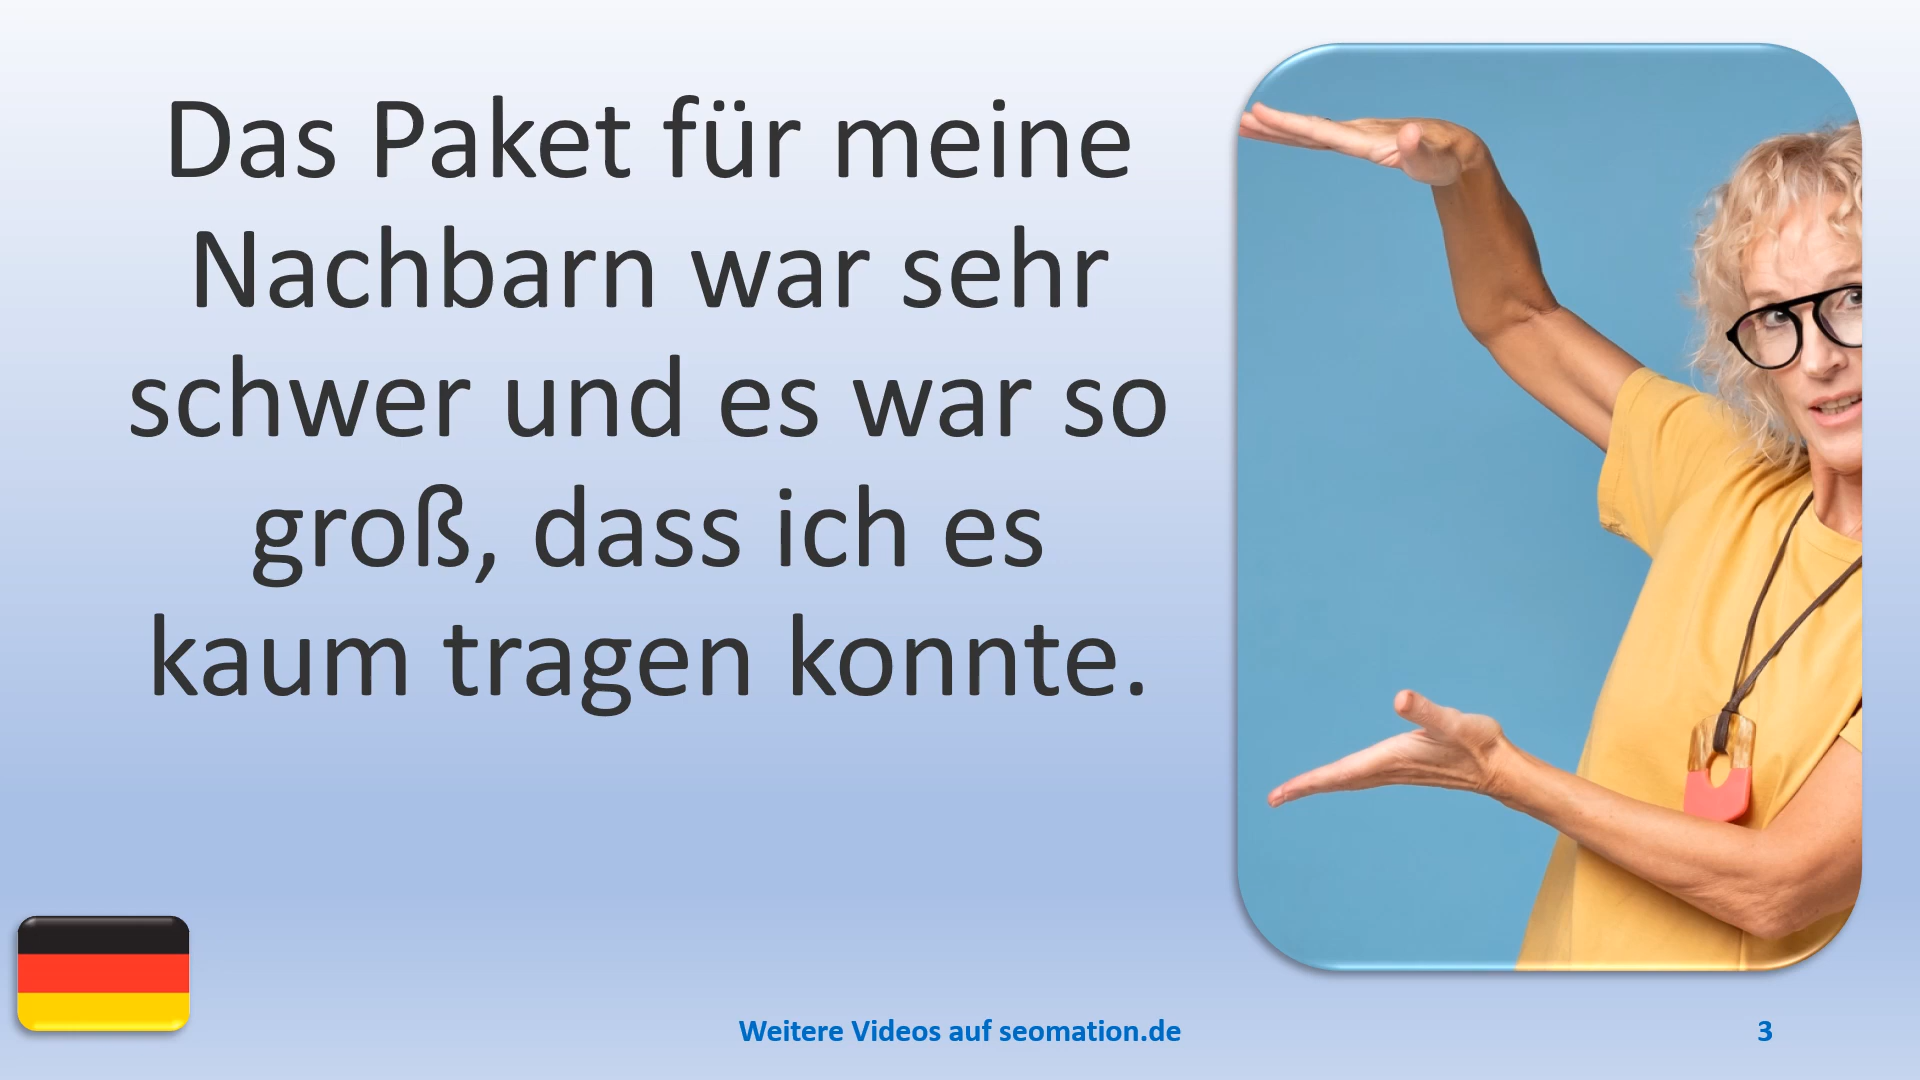 Das Paket für meine
Nachbarn war sehr
schwer und es war so
groß, dass ich es
kaum tragen konnte.
Weitere Videos auf seomation.de
3